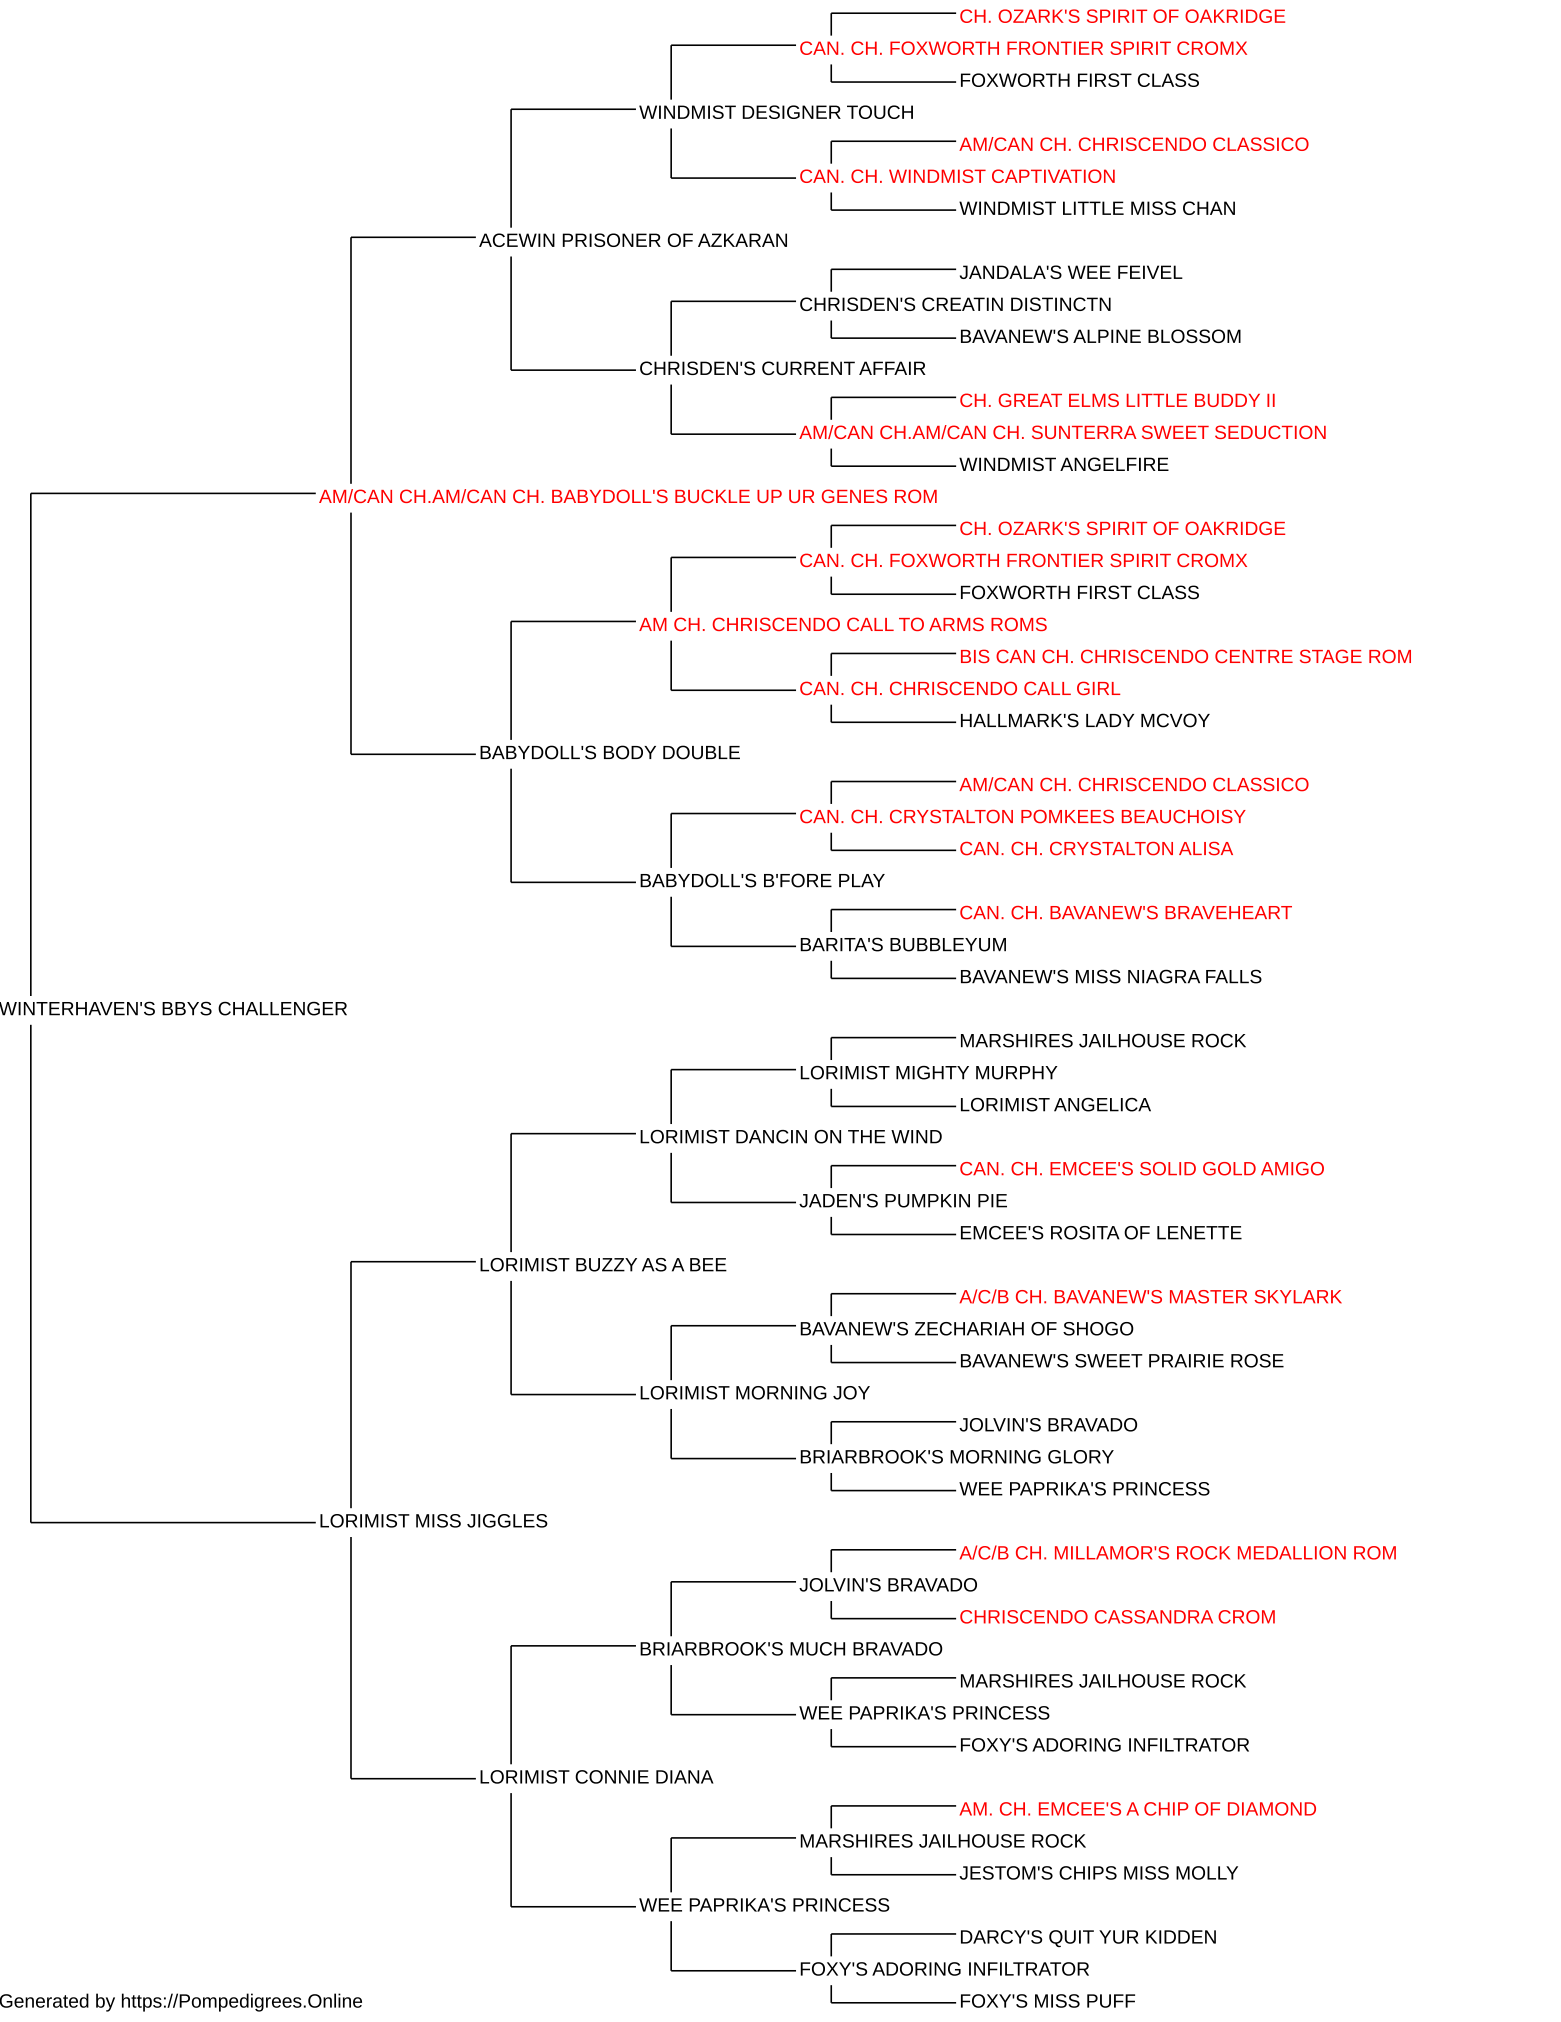 CH. OZARK'S SPIRIT OF OAKRIDGE
CAN. CH. FOXWORTH FRONTIER SPIRIT CROMX
FOXWORTH FIRST CLASS
WINDMIST DESIGNER TOUCH
AM/CAN CH. CHRISCENDO CLASSICO
CAN. CH. WINDMIST CAPTIVATION
WINDMIST LITTLE MISS CHAN
ACEWIN PRISONER OF AZKARAN
JANDALA'S WEE FEIVEL
CHRISDEN'S CREATIN DISTINCTN
BAVANEW'S ALPINE BLOSSOM
CHRISDEN'S CURRENT AFFAIR
CH. GREAT ELMS LITTLE BUDDY II
AM/CAN CH.AM/CAN CH. SUNTERRA SWEET SEDUCTION
WINDMIST ANGELFIRE
AM/CAN CH.AM/CAN CH. BABYDOLL'S BUCKLE UP UR GENES ROM
CH. OZARK'S SPIRIT OF OAKRIDGE
CAN. CH. FOXWORTH FRONTIER SPIRIT CROMX
FOXWORTH FIRST CLASS
AM CH. CHRISCENDO CALL TO ARMS ROMS
BIS CAN CH. CHRISCENDO CENTRE STAGE ROM
CAN. CH. CHRISCENDO CALL GIRL
HALLMARK'S LADY MCVOY
BABYDOLL'S BODY DOUBLE
AM/CAN CH. CHRISCENDO CLASSICO
CAN. CH. CRYSTALTON POMKEES BEAUCHOISY
CAN. CH. CRYSTALTON ALISA
BABYDOLL'S B'FORE PLAY
CAN. CH. BAVANEW'S BRAVEHEART
BARITA'S BUBBLEYUM
BAVANEW'S MISS NIAGRA FALLS
WINTERHAVEN'S BBYS CHALLENGER
MARSHIRES JAILHOUSE ROCK
LORIMIST MIGHTY MURPHY
LORIMIST ANGELICA
LORIMIST DANCIN ON THE WIND
CAN. CH. EMCEE'S SOLID GOLD AMIGO
JADEN'S PUMPKIN PIE
EMCEE'S ROSITA OF LENETTE
LORIMIST BUZZY AS A BEE
A/C/B CH. BAVANEW'S MASTER SKYLARK
BAVANEW'S ZECHARIAH OF SHOGO
BAVANEW'S SWEET PRAIRIE ROSE
LORIMIST MORNING JOY
JOLVIN'S BRAVADO
BRIARBROOK'S MORNING GLORY
WEE PAPRIKA'S PRINCESS
LORIMIST MISS JIGGLES
A/C/B CH. MILLAMOR'S ROCK MEDALLION ROM
JOLVIN'S BRAVADO
CHRISCENDO CASSANDRA CROM
BRIARBROOK'S MUCH BRAVADO
MARSHIRES JAILHOUSE ROCK
WEE PAPRIKA'S PRINCESS
FOXY'S ADORING INFILTRATOR
LORIMIST CONNIE DIANA
AM. CH. EMCEE'S A CHIP OF DIAMOND
MARSHIRES JAILHOUSE ROCK
JESTOM'S CHIPS MISS MOLLY
WEE PAPRIKA'S PRINCESS
DARCY'S QUIT YUR KIDDEN
FOXY'S ADORING INFILTRATOR
FOXY'S MISS PUFF
Generated by https://Pompedigrees.Online